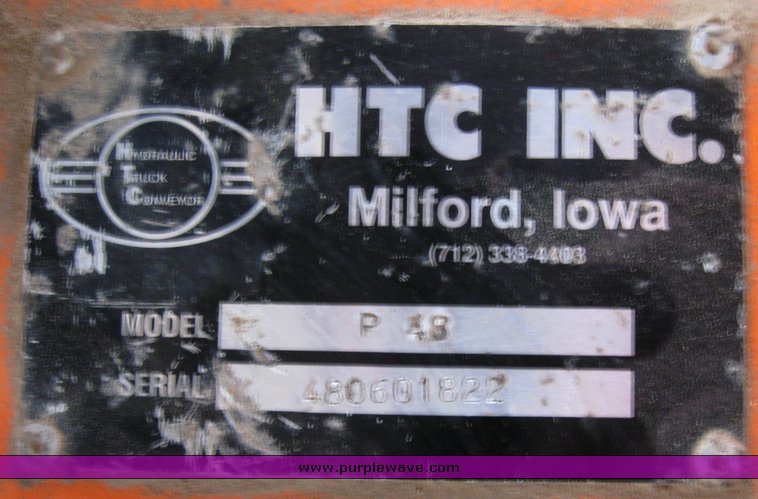 HTC INC.
HYDRAULIC
TRUCK
CONVEYOR
Milford, Iowa
(712) 338-4403
MODEL P 48
SERIAL 480601822
www.purplewave.com